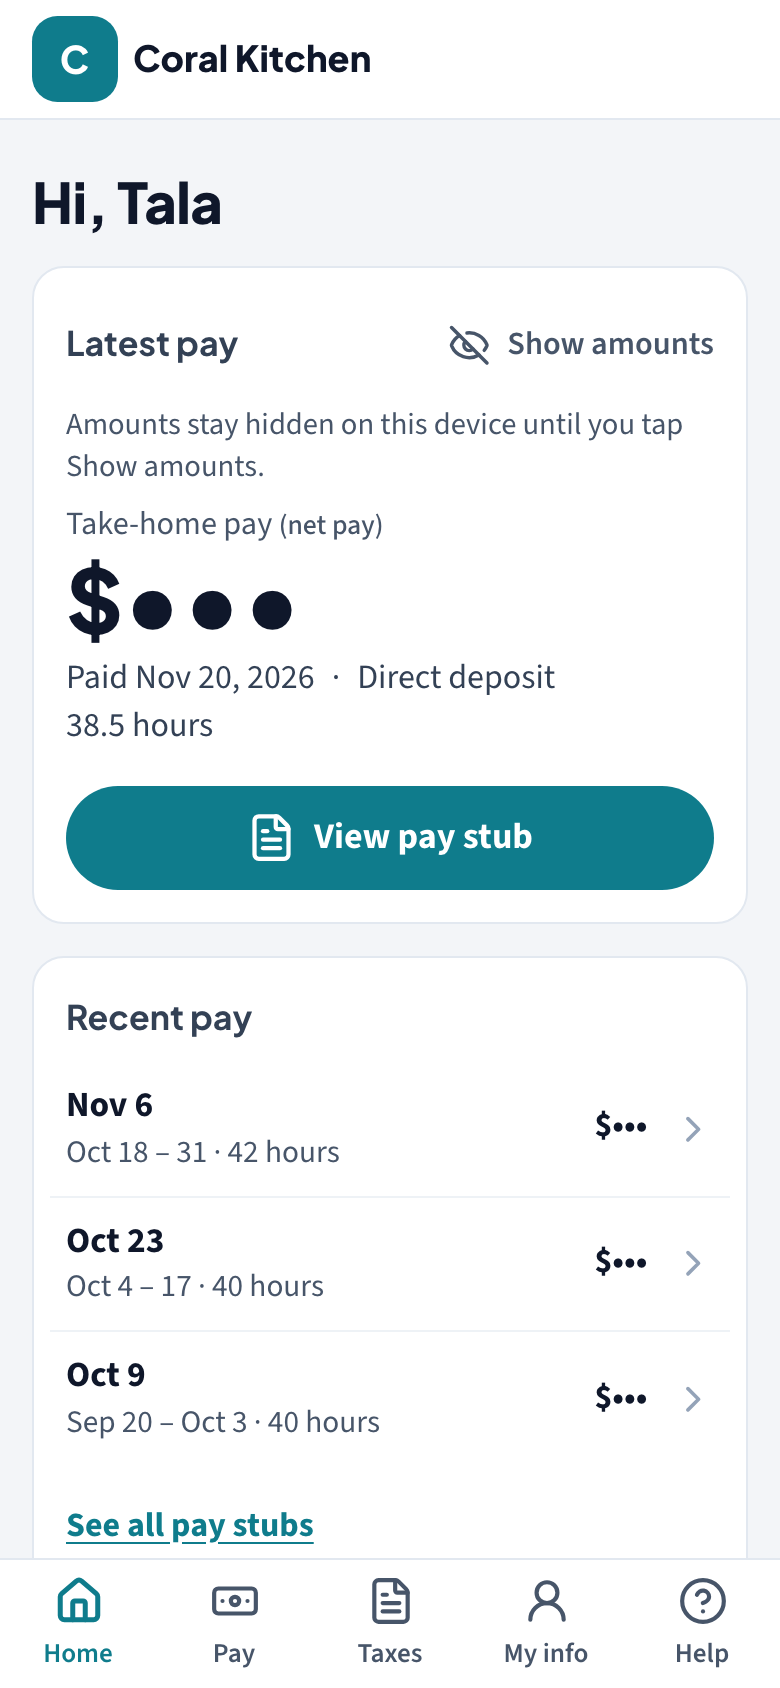 C
Coral Kitchen
Hi, Tala
Latest pay
Show amounts
Amounts stay hidden on this device until you tap
Show amounts.
Take-home pay (net pay)
$●●●
Paid Nov 20, 2026 · Direct deposit
38.5 hours
View pay stub
Recent pay
Nov 6
Oct 18 – 31 · 42 hours
$•••
Oct 23
Oct 4 – 17 · 40 hours
$•••
Oct 9
Sep 20 – Oct 3 · 40 hours
$•••
See all pay stubs
Home
Pay
Taxes
My info
Help